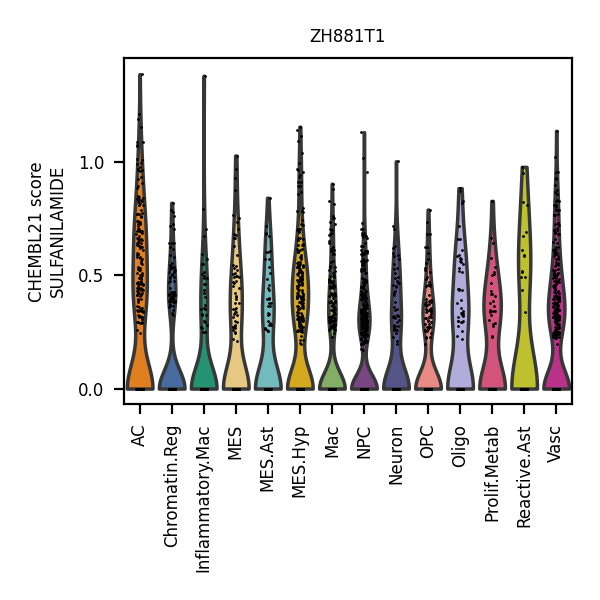 ZH881T1
CHEMBL21 score
SULFANILAMIDE
1.0
0.5
0.0
AC
Chromatin.Reg
Inflammatory.Mac
MES
MES.Ast
MES.Hyp
Mac
NPC
Neuron
OPC
Oligo
Prolif.Metab
Reactive.Ast
Vasc